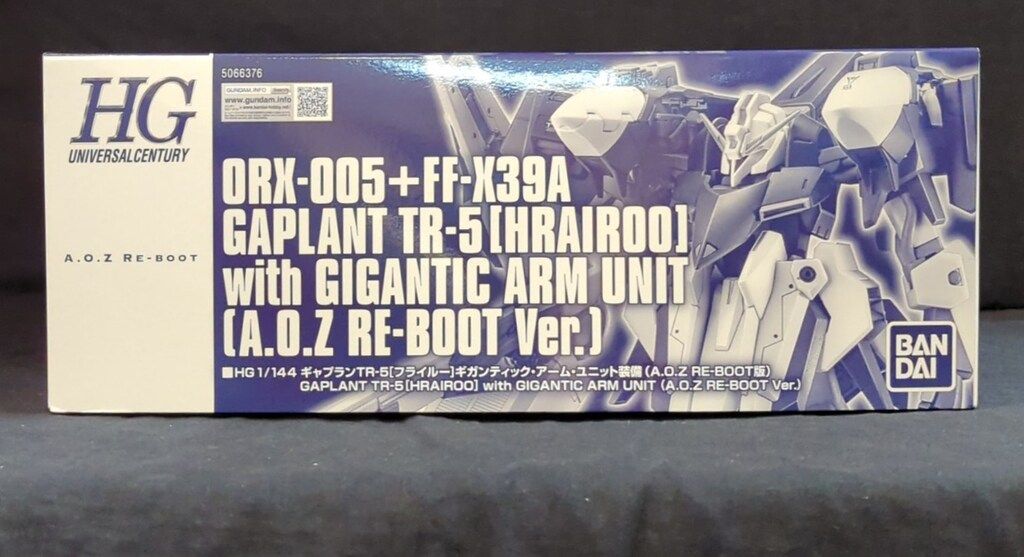 HG
UNIVERSAL CENTURY
A.O.Z RE-BOOT
5066376
GUNDAM.INFO
www.gundam.info
ORX-005+FF-X39A
GAPLANT TR-5[HRAIROO]
with GIGANTIC ARM UNIT
(A.O.Z RE-BOOT Ver.)
■HG 1/144 ギャプランTR-5[フライルー]ギガンティック・アーム・ユニット装備 (A.O.Z RE-BOOT版)
GAPLANT TR-5[HRAIROO] with GIGANTIC ARM UNIT (A.O.Z RE-BOOT Ver.)
BAN
DAI